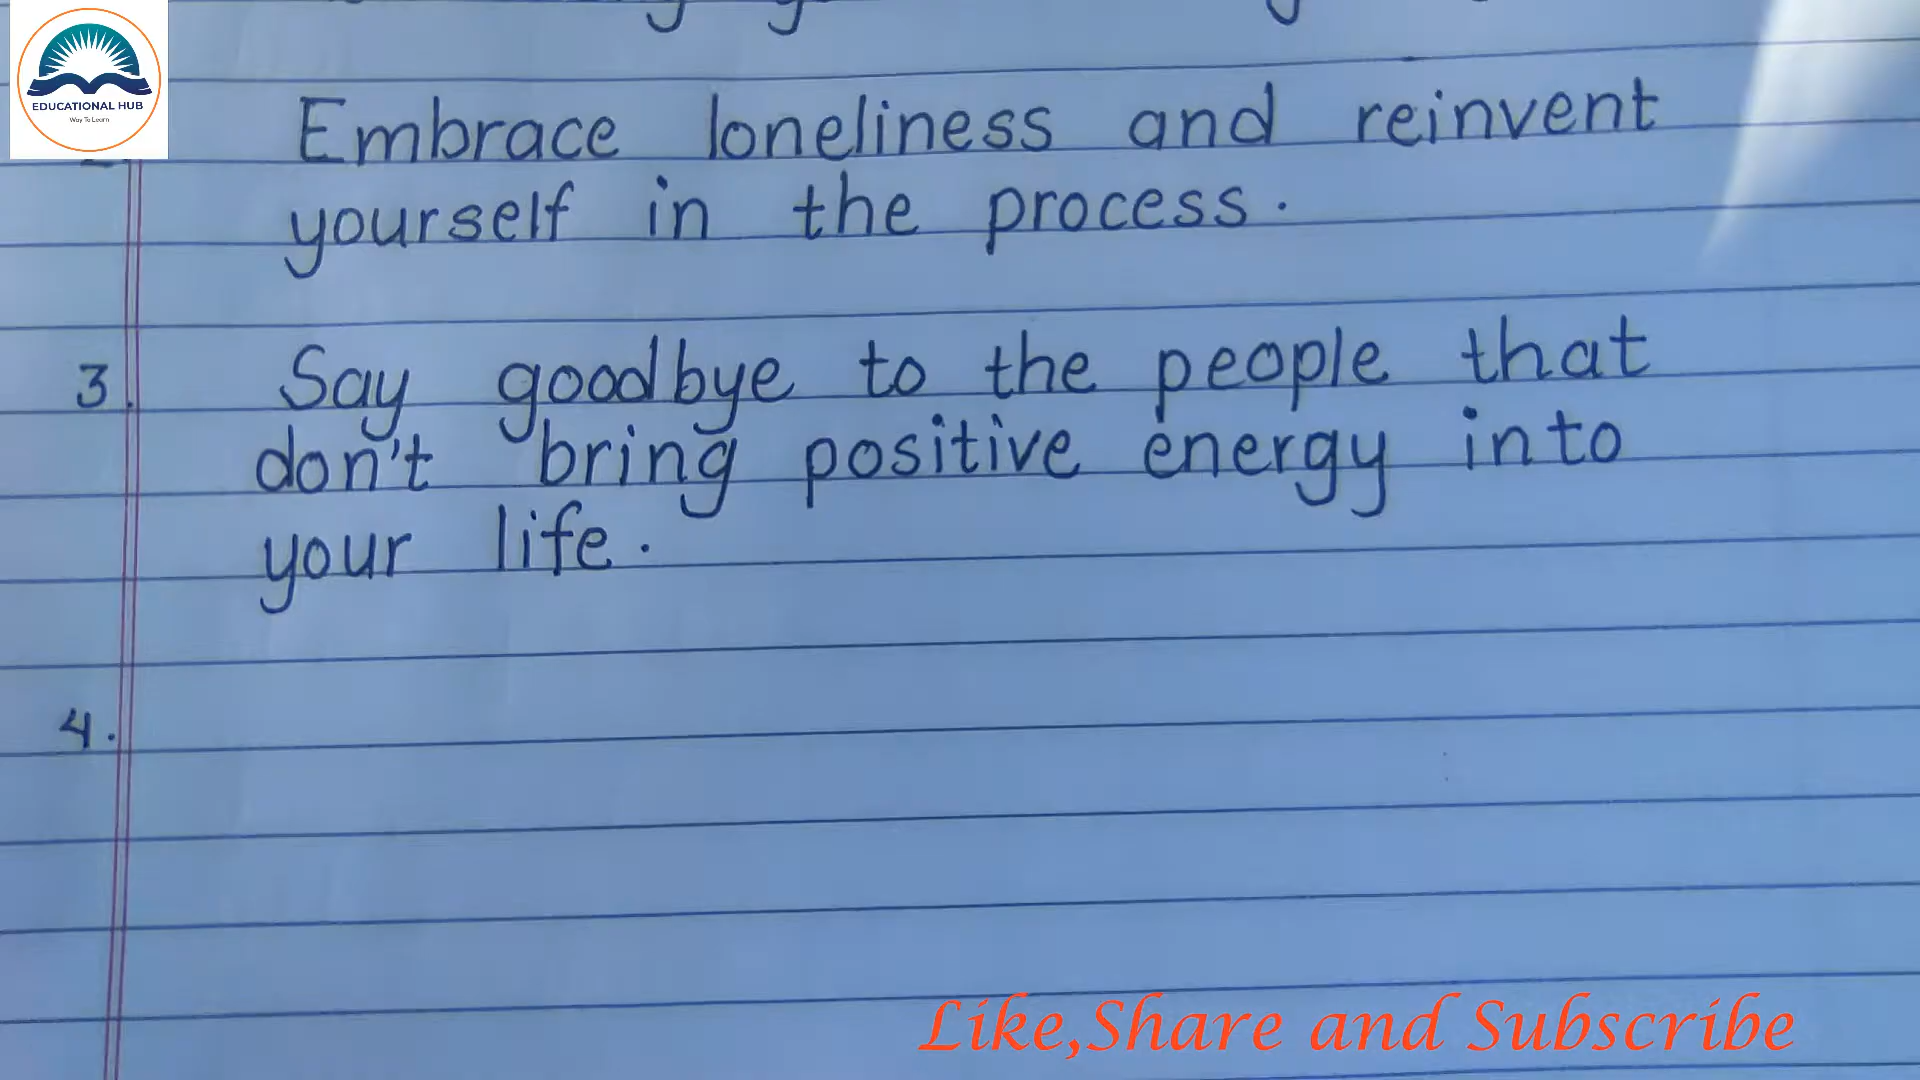 EDUCATIONAL HUB
Way To Learn
Embrace loneliness and reinvent
yourself in the process.
3. Say goodbye to the people that
don't bring positive energy into
your life.
4.
Like,Share and Subscribe